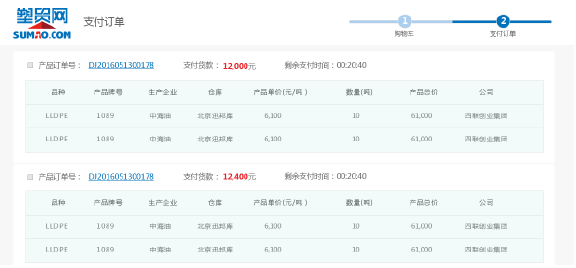 塑贸网
SUMAO.COM
支付订单
1 2
购物车 支付订单
产品订单号： DJ2016051300178 支付货款： 12,000元 剩余支付时间：00:20:40
品种 产品牌号 生产企业 仓库 产品单价(元/吨) 数量(吨) 产品总价 公司
LLDPE 1089 中海油 北京迅邦库 6,100 10 61,000 四联创业集团
LLDPE 1089 中海油 北京迅邦库 6,100 10 61,000 四联创业集团
产品订单号： DJ2016051300178 支付货款： 12,400元 剩余支付时间：00:20:40
品种 产品牌号 生产企业 仓库 产品单价(元/吨) 数量(吨) 产品总价 公司
LLDPE 1089 中海油 北京迅邦库 6,100 10 61,000 四联创业集团
LLDPE 1089 中海油 北京迅邦库 6,100 10 61,000 四联创业集团